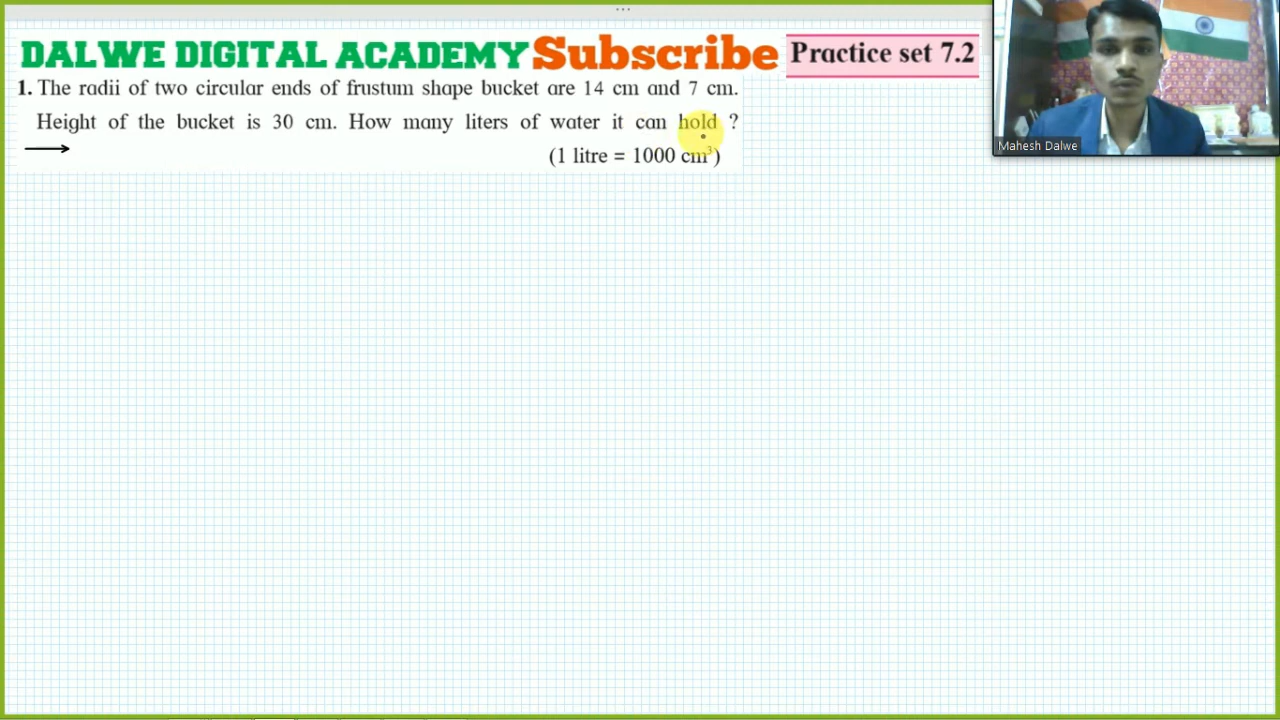 DALWE DIGITAL ACADEMY Subscribe Practice set 7.2
1. The radii of two circular ends of frustum shape bucket are 14 cm and 7 cm.
Height of the bucket is 30 cm. How many liters of water it can hold ?
(1 litre = 1000 cm³)
Mahesh Dalwe